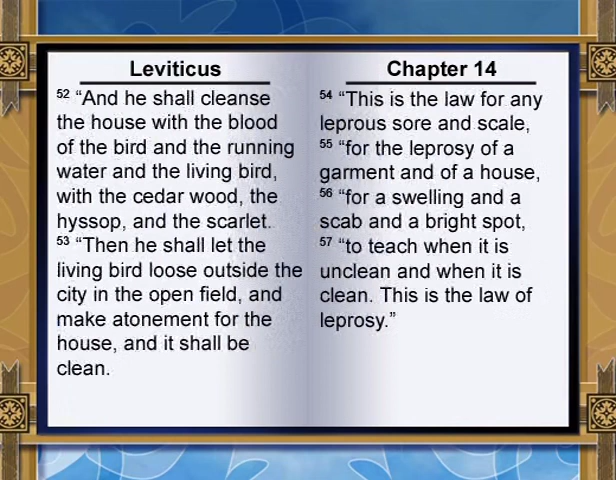 Leviticus
52 “And he shall cleanse
the house with the blood
of the bird and the running
water and the living bird,
with the cedar wood, the
hyssop, and the scarlet.
53 “Then he shall let the
living bird loose outside the
city in the open field, and
make atonement for the
house, and it shall be
clean.
Chapter 14
54 “This is the law for any
leprous sore and scale,
55 “for the leprosy of a
garment and of a house,
56 “for a swelling and a
scab and a bright spot,
57 “to teach when it is
unclean and when it is
clean. This is the law of
leprosy.”